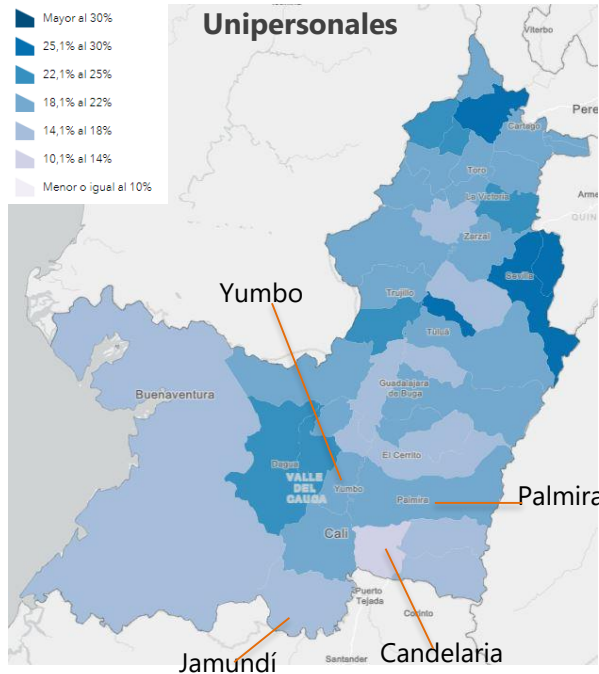 Unipersonales
Mayor al 30%
25,1% al 30%
22,1% al 25%
18,1% al 22%
14,1% al 18%
10,1% al 14%
Menor o igual al 10%
Viterbo
Pere
Cartago
Toro
La Victoria
Arme
QUIN
Zarzal
Sevilla
Yumbo
Trujillo
Tuluá
Buenaventura
Guadalajara
de Buga
El Cerrito
Dagua
VALLE
DEL
CAUCA
Yumbo
Palmira
Palmira
Cali
Puerto
Tejada
Corinto
Jamundí
Santander
Candelaria